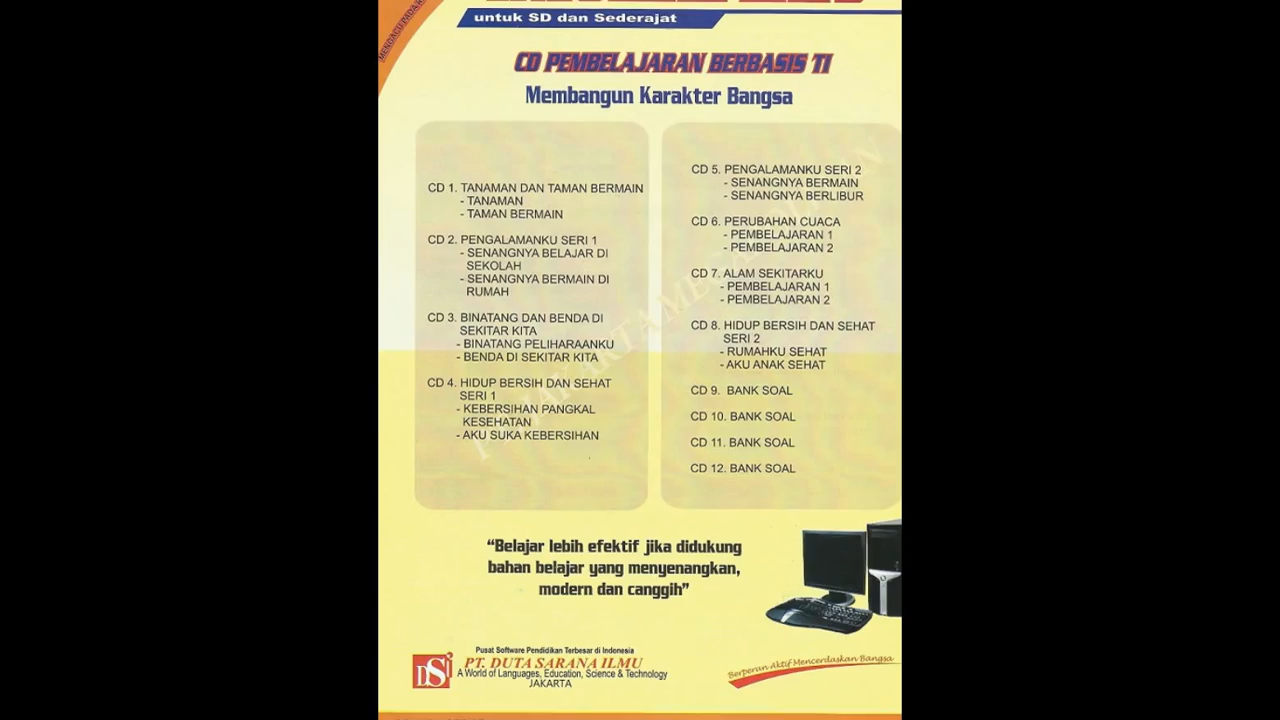 untuk SD dan Sederajat
CD PEMBELAJARAN BERBASIS TI
Membangun Karakter Bangsa
CD 1. TANAMAN DAN TAMAN BERMAIN
- TANAMAN
- TAMAN BERMAIN
CD 2. PENGALAMANKU SERI 1
- SENANGNYA BELAJAR DI
SEKOLAH
- SENANGNYA BERMAIN DI
RUMAH
CD 3. BINATANG DAN BENDA DI
SEKITAR KITA
- BINATANG PELIHARAANKU
- BENDA DI SEKITAR KITA
CD 4. HIDUP BERSIH DAN SEHAT
SERI 1
- KEBERSIHAN PANGKAL
KESEHATAN
- AKU SUKA KEBERSIHAN
CD 5. PENGALAMANKU SERI 2
- SENANGNYA BERMAIN
- SENANGNYA BERLIBUR
CD 6. PERUBAHAN CUACA
- PEMBELAJARAN 1
- PEMBELAJARAN 2
CD 7. ALAM SEKITARKU
- PEMBELAJARAN 1
- PEMBELAJARAN 2
CD 8. HIDUP BERSIH DAN SEHAT
SERI 2
- RUMAHKU SEHAT
- AKU ANAK SEHAT
CD 9. BANK SOAL
CD 10. BANK SOAL
CD 11. BANK SOAL
CD 12. BANK SOAL
“Belajar lebih efektif jika didukung
bahan belajar yang menyenangkan,
modern dan canggih”
DSi
Pusat Software Pendidikan Terbesar di Indonesia
PT. DUTA SARANA ILMU
A World of Languages, Education, Science & Technology
JAKARTA
Berperan Aktif Mencerdaskan Bangsa